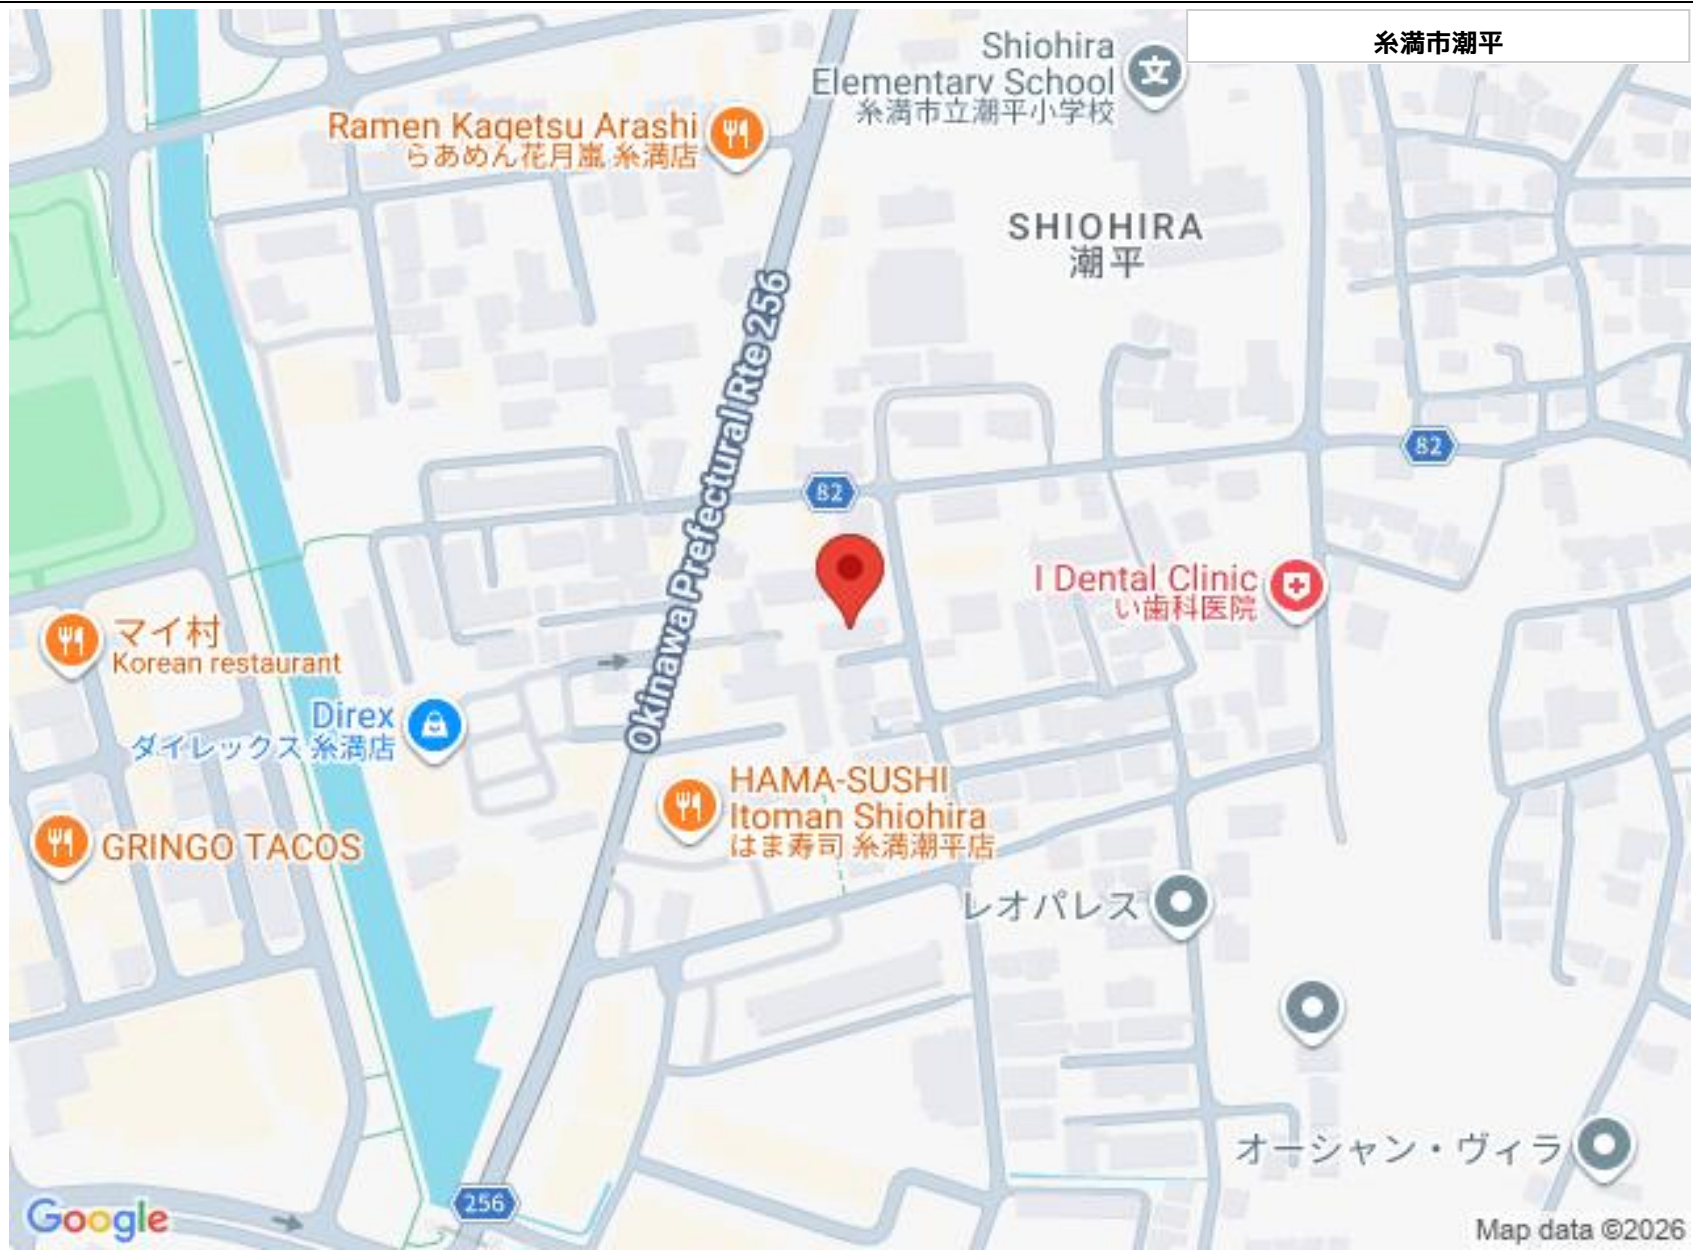 糸満市潮平
Shiohira
Elementary School
糸満市立潮平小学校
Ramen Kagetsu Arashi
らあめん花月嵐 糸満店
SHIOHIRA
潮平
Okinawa Prefectural Rte 256
82
82
I Dental Clinic
い歯科医院
マイ村
Korean restaurant
Direx
ダイレックス 糸満店
HAMA-SUSHI
Itoman Shiohira
はま寿司 糸満潮平店
GRINGO TACOS
レオパレス
オーシャン・ヴィラ
256
Google
Map data ©2026